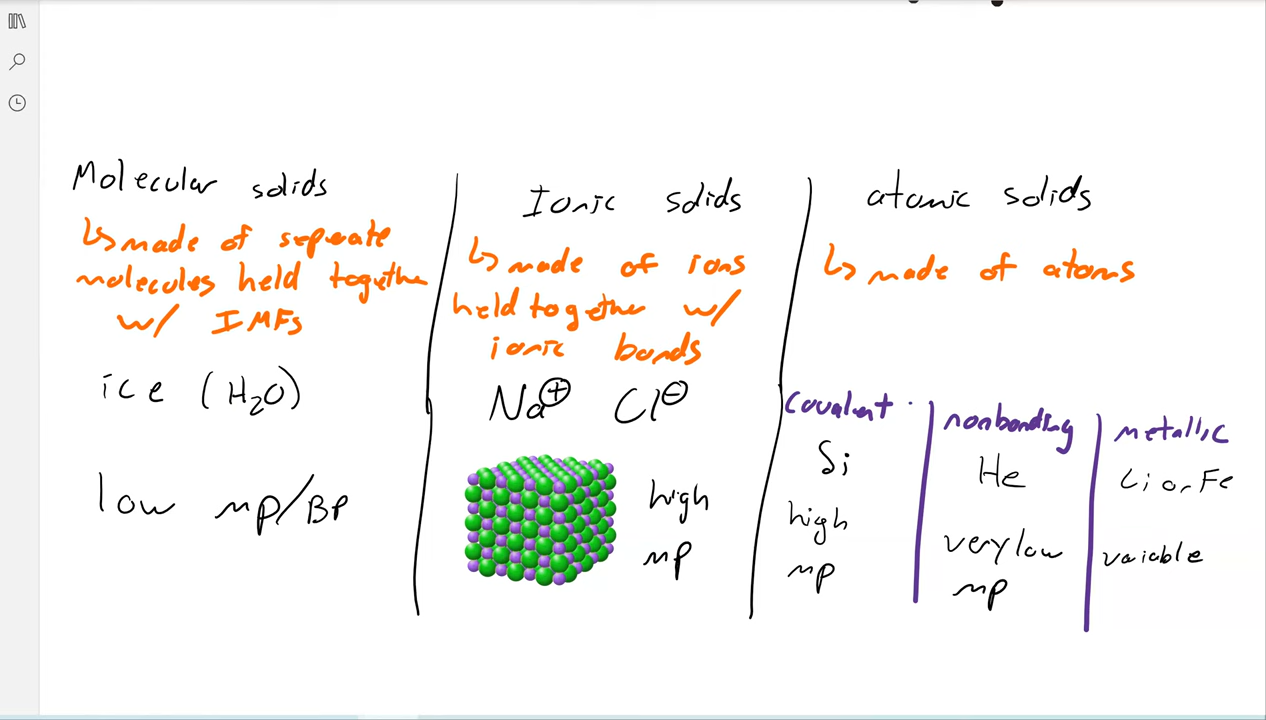 Molecular solids
↳ made of seperate
molecules held together
w/ IMFs
ice (H₂O)
low mp/BP
Ionic solids
↳ made of ions
held together w/
ionic bonds
Na⊕ Cl⊖
high
mp
atomic solids
↳ made of atoms
covalent
Si
high
mp
nonbonding
He
very low
mp
metallic
Li or Fe
variable